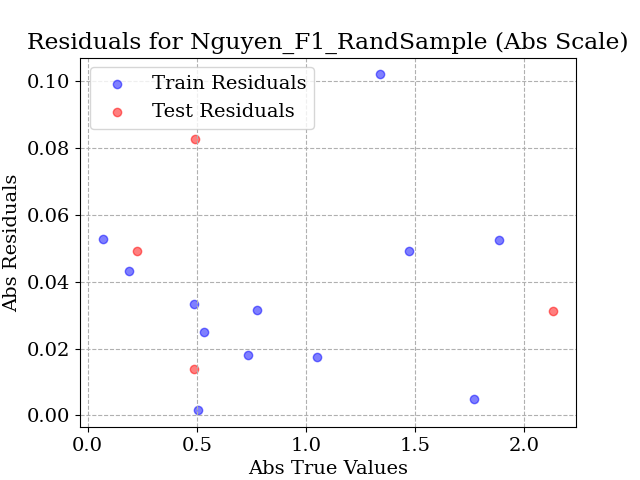 Residuals for Nguyen_F1_RandSample (Abs Scale)
Train Residuals
Test Residuals
Abs Residuals
0.10
0.08
0.06
0.04
0.02
0.00
0.0 0.5 1.0 1.5 2.0
Abs True Values